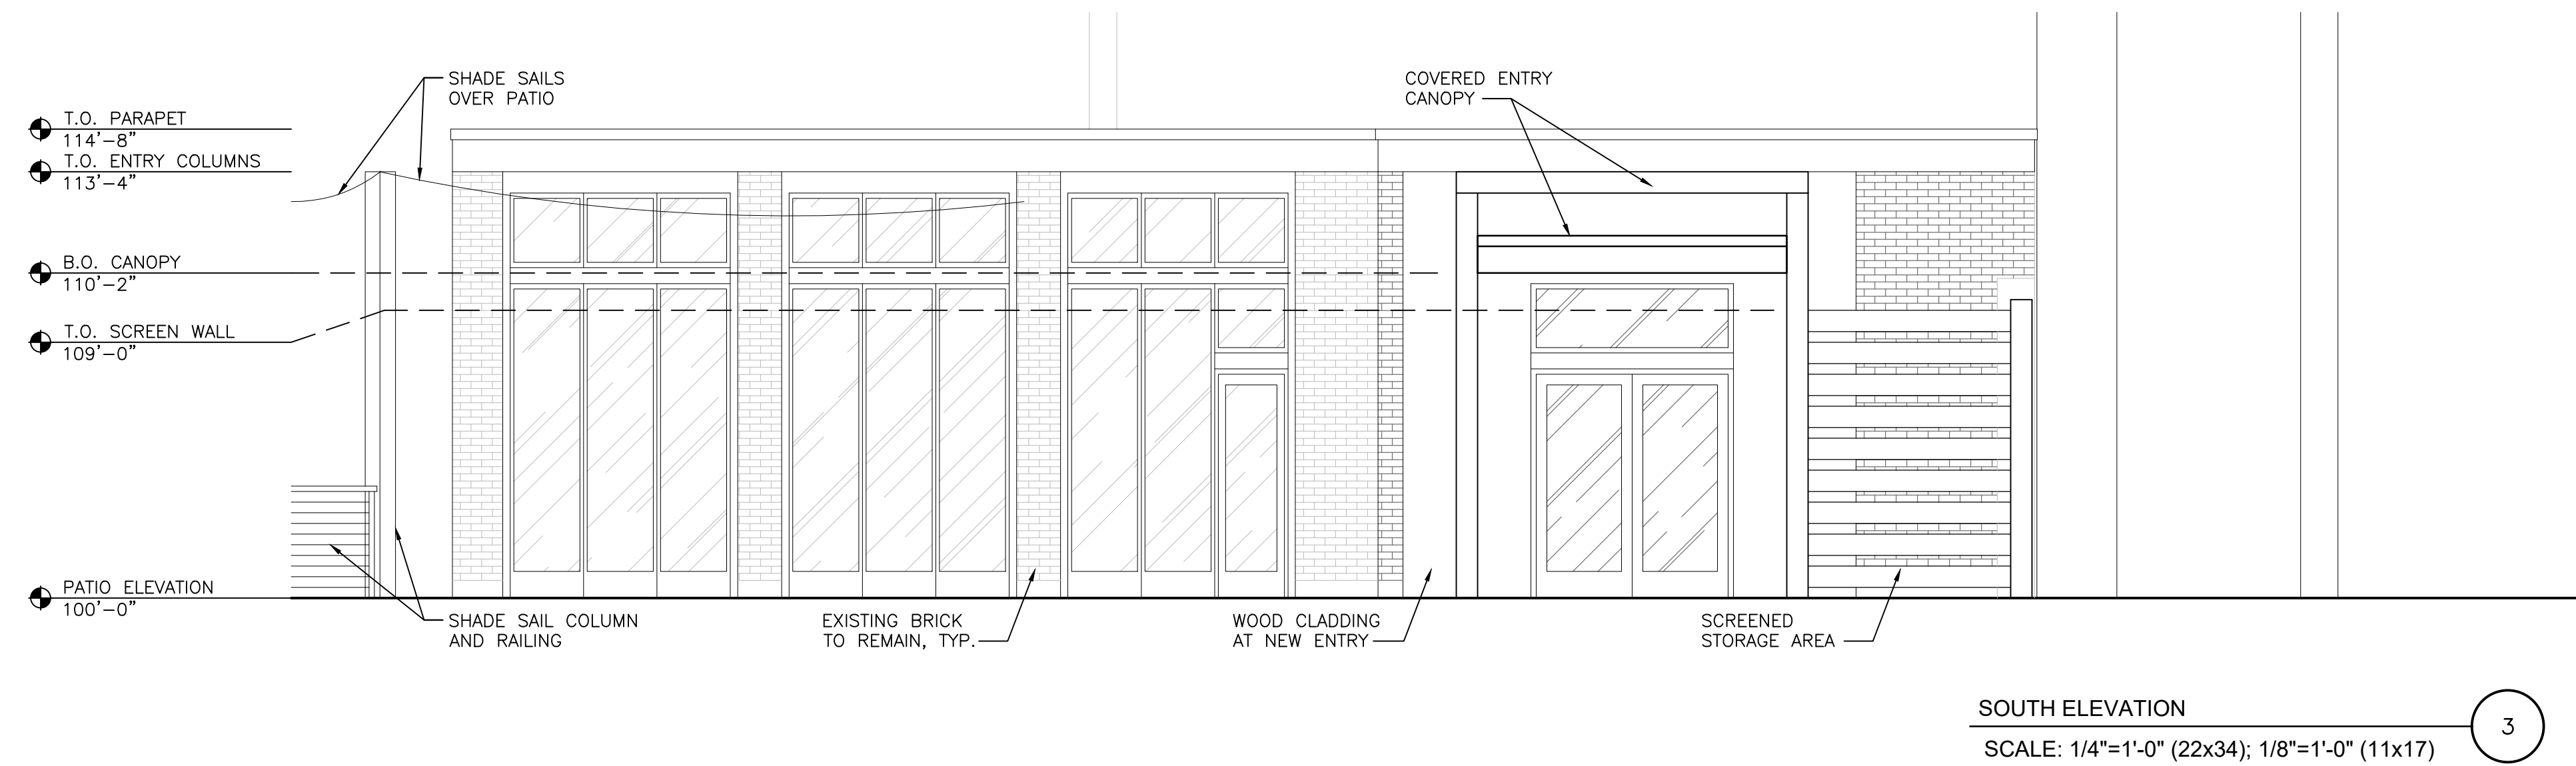 SHADE SAILS
OVER PATIO
COVERED ENTRY
CANOPY
T.O. PARAPET
114'-8"
T.O. ENTRY COLUMNS
113'-4"
B.O. CANOPY
110'-2"
T.O. SCREEN WALL
109'-0"
PATIO ELEVATION
100'-0"
SHADE SAIL COLUMN
AND RAILING
EXISTING BRICK
TO REMAIN, TYP.
WOOD CLADDING
AT NEW ENTRY
SCREENED
STORAGE AREA
SOUTH ELEVATION
3
SCALE: 1/4"=1'-0" (22x34); 1/8"=1'-0" (11x17)